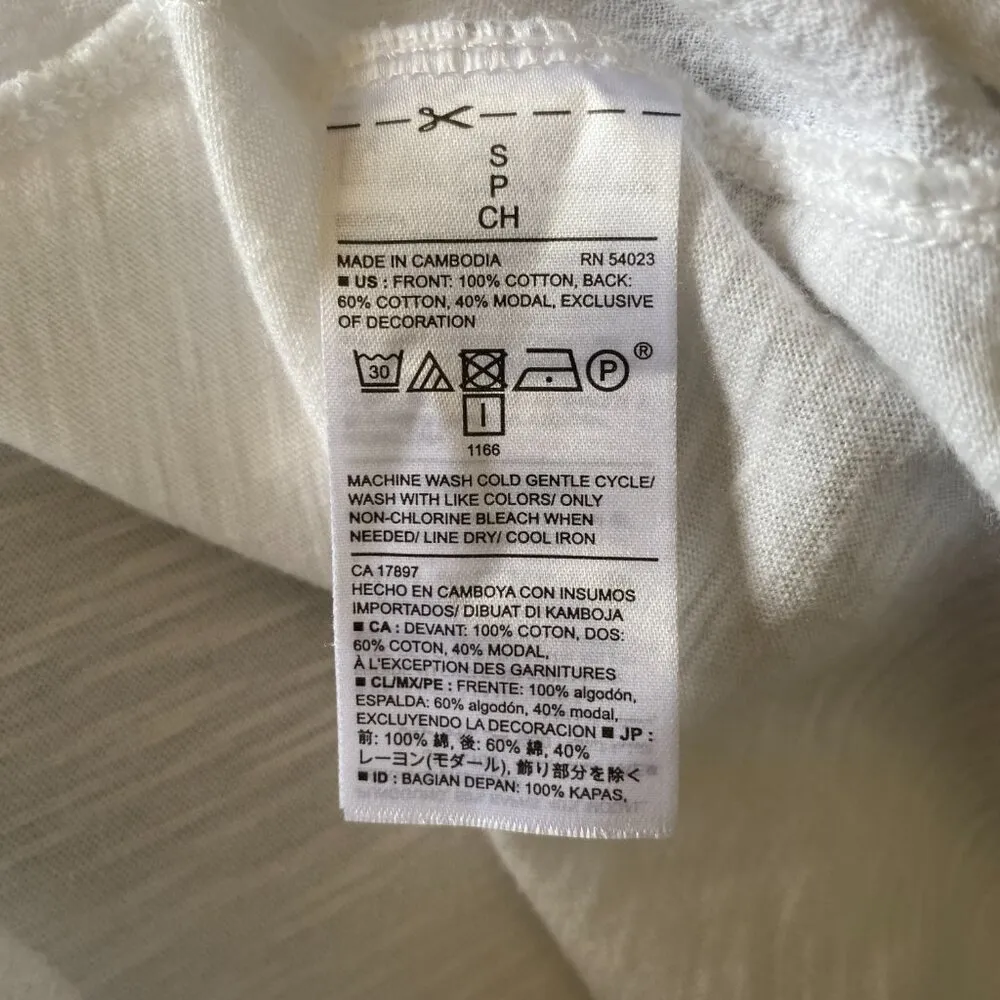 S
P
CH
MADE IN CAMBODIA RN 54023
■ US : FRONT: 100% COTTON, BACK:
60% COTTON, 40% MODAL, EXCLUSIVE
OF DECORATION
30 P ®
1166
MACHINE WASH COLD GENTLE CYCLE/
WASH WITH LIKE COLORS/ ONLY
NON-CHLORINE BLEACH WHEN
NEEDED/ LINE DRY/ COOL IRON
CA 17897
HECHO EN CAMBOYA CON INSUMOS
IMPORTADOS/ DIBUAT DI KAMBOJA
■ CA : DEVANT: 100% COTON, DOS:
60% COTON, 40% MODAL,
À L'EXCEPTION DES GARNITURES
■ CL/MX/PE : FRENTE: 100% algodón,
ESPALDA: 60% algodón, 40% modal,
EXCLUYENDO LA DECORACION ■ JP :
前: 100% 綿, 後: 60% 綿, 40%
レーヨン(モダール), 飾り部分を除く
■ ID : BAGIAN DEPAN: 100% KAPAS,